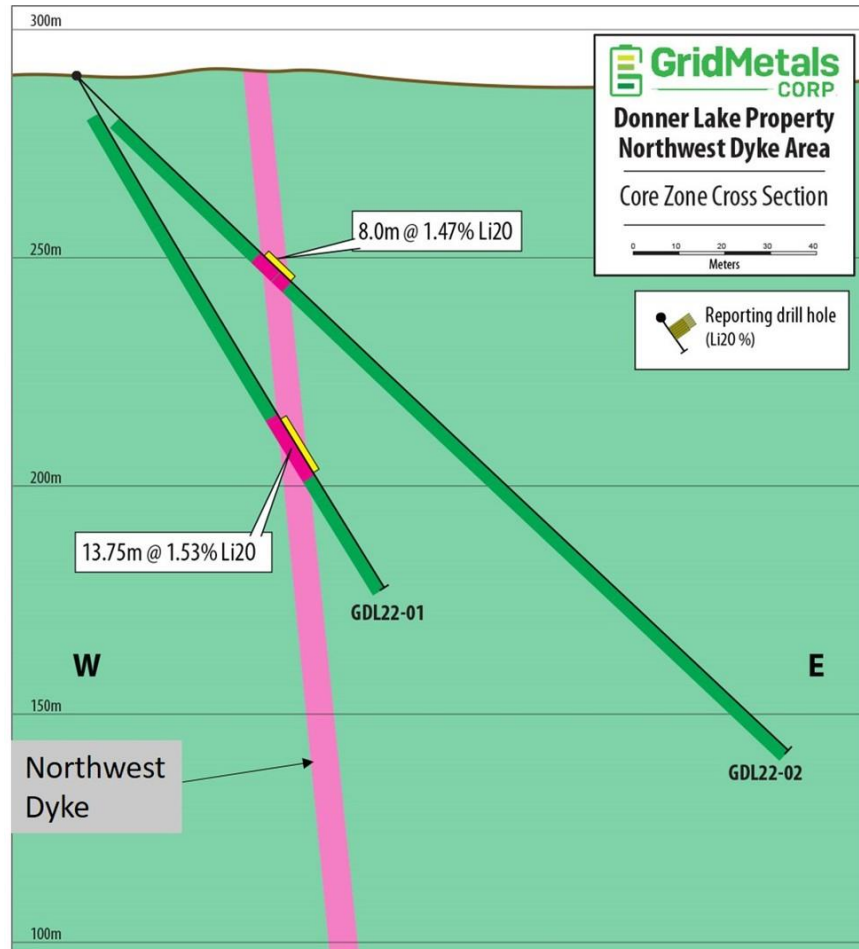 300m
GridMetals
CORP.
Donner Lake Property
Northwest Dyke Area
Core Zone Cross Section
0 10 20 30 40
Meters
8.0m @ 1.47% Li20
250m
Reporting drill hole
(Li20 %)
200m
13.75m @ 1.53% Li20
GDL22-01
W
E
150m
Northwest
Dyke
GDL22-02
100m